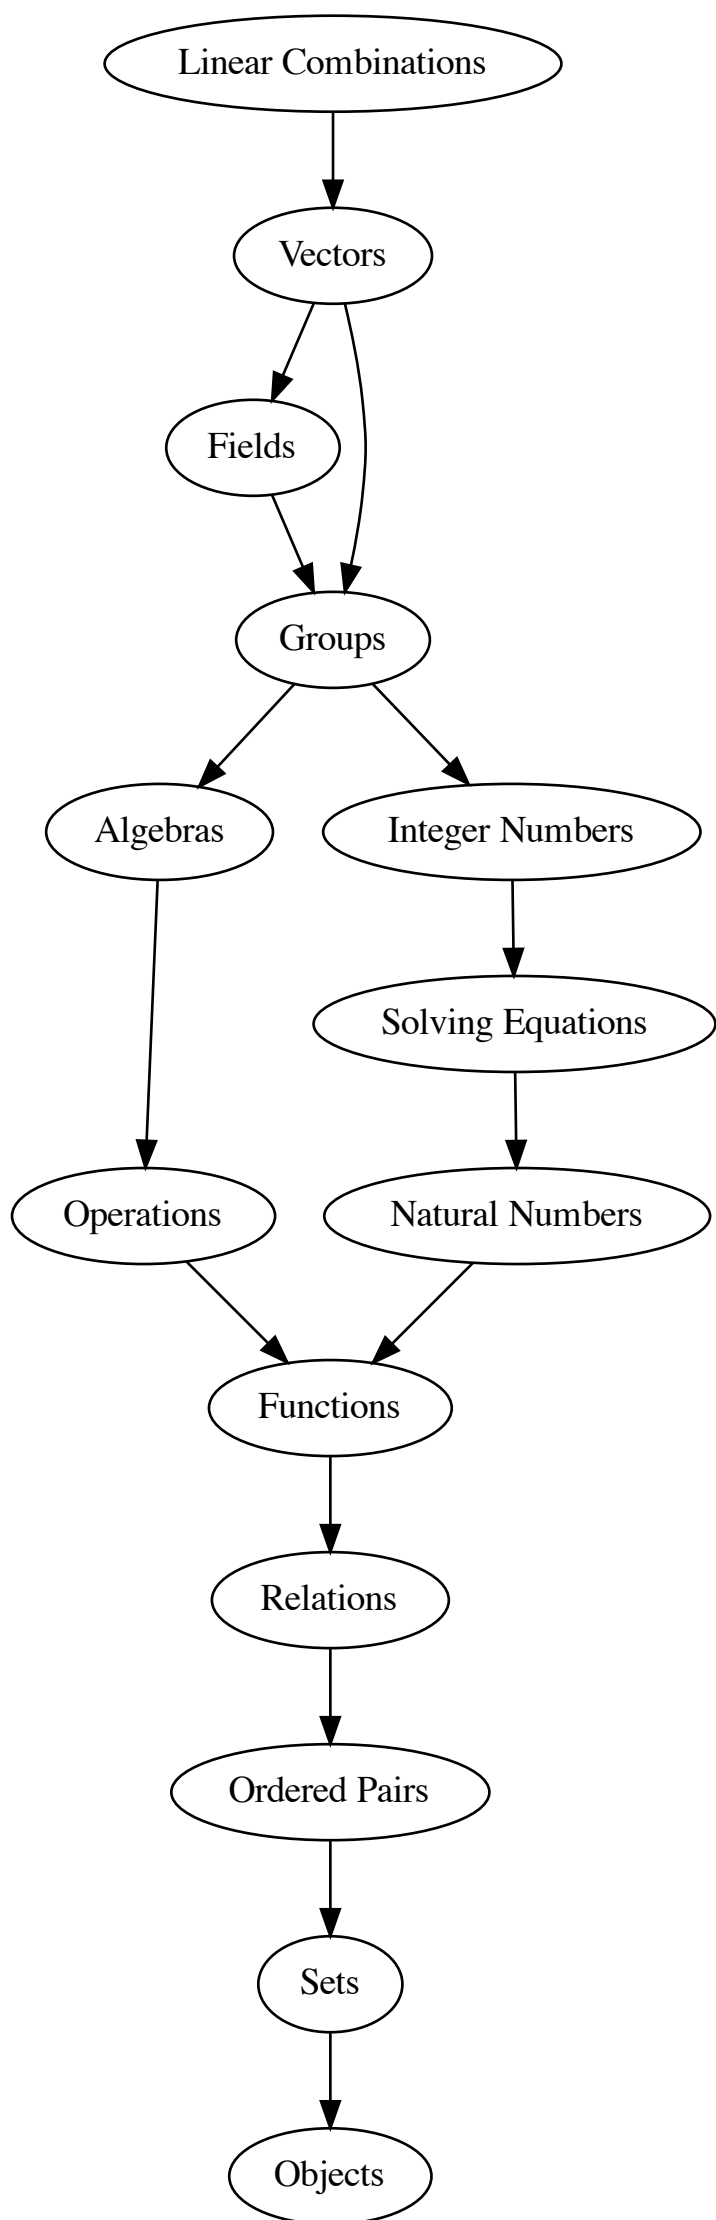 Linear Combinations
Vectors
Fields
Groups
Algebras
Integer Numbers
Solving Equations
Operations
Natural Numbers
Functions
Relations
Ordered Pairs
Sets
Objects